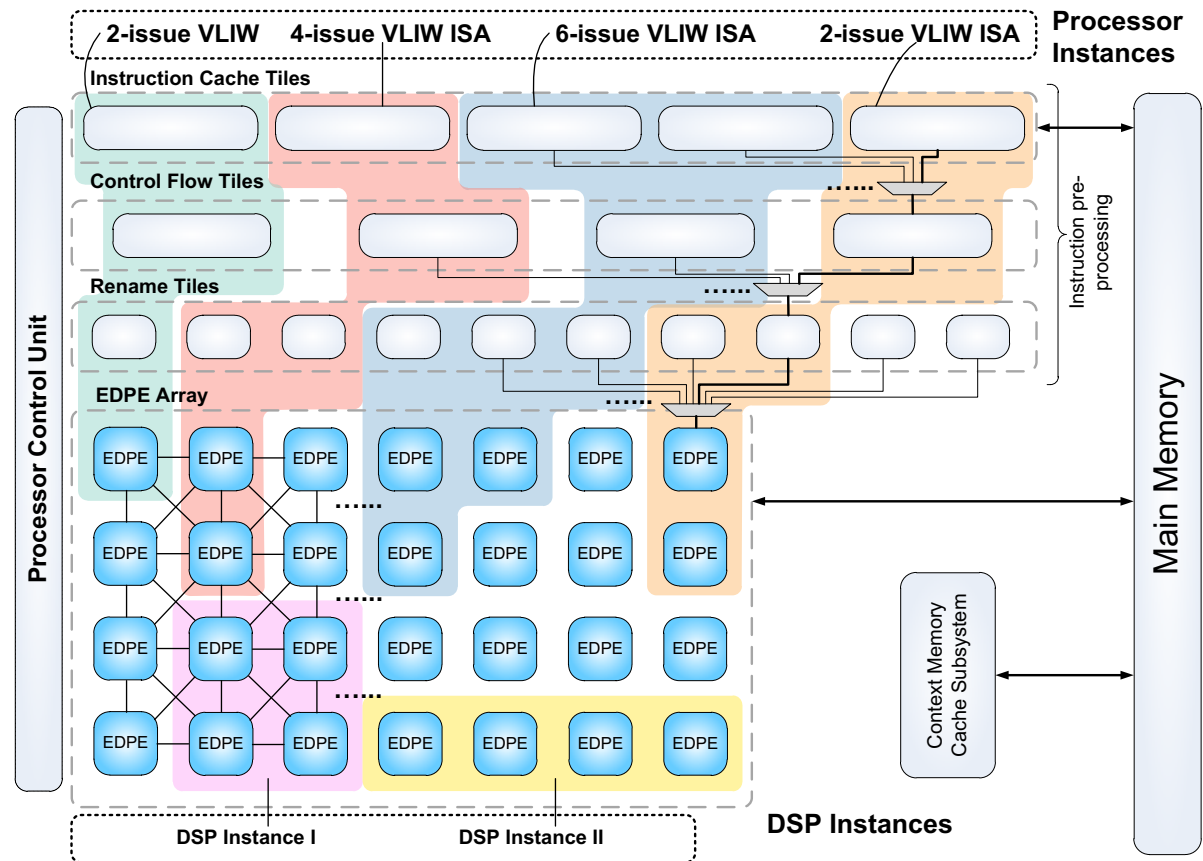 2-issue VLIW 4-issue VLIW ISA 6-issue VLIW ISA 2-issue VLIW ISA
Processor
Instances
Instruction Cache Tiles
Control Flow Tiles
......
Rename Tiles
......
EDPE Array
......
Instruction pre-
processing
Processor Control Unit
Main Memory
EDPE EDPE EDPE EDPE EDPE EDPE EDPE
......
EDPE EDPE EDPE EDPE EDPE EDPE EDPE
......
EDPE EDPE EDPE EDPE EDPE EDPE EDPE
......
EDPE EDPE EDPE EDPE EDPE EDPE EDPE
Context Memory
Cache Subsystem
DSP Instances
DSP Instance I DSP Instance II